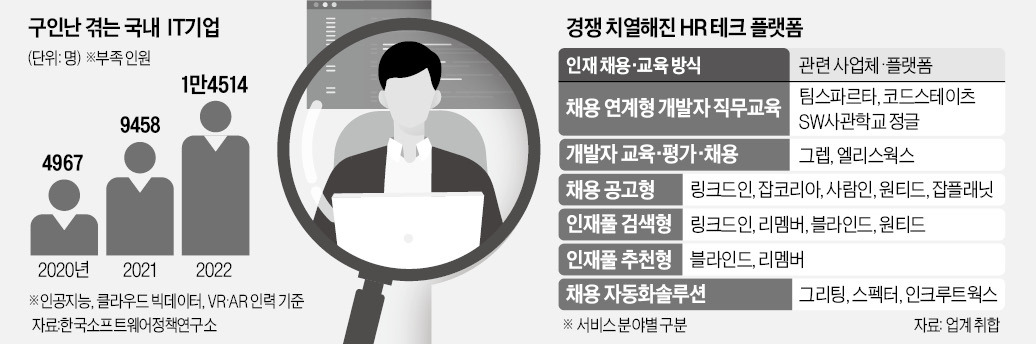 구인난 겪는 국내 IT기업
(단위: 명) ※부족 인원
4967
9458
1만4514
2020년
2021
2022
※인공지능, 클라우드 빅데이터, VR·AR 인력 기준
자료:한국소프트웨어정책연구소
경쟁 치열해진 HR 테크 플랫폼
인재 채용·교육 방식 관련 사업체·플랫폼
채용 연계형 개발자 직무교육 팀스파르타, 코드스테이츠
SW사관학교 정글
개발자 교육·평가·채용 그렙, 엘리스웍스
채용 공고형 링크드인, 잡코리아, 사람인, 원티드, 잡플래닛
인재풀 검색형 링크드인, 리멤버, 블라인드, 원티드
인재풀 추천형 블라인드, 리멤버
채용 자동화솔루션 그리팅, 스펙터, 인크루트웍스
※ 서비스 분야별 구분 자료: 업계 취합